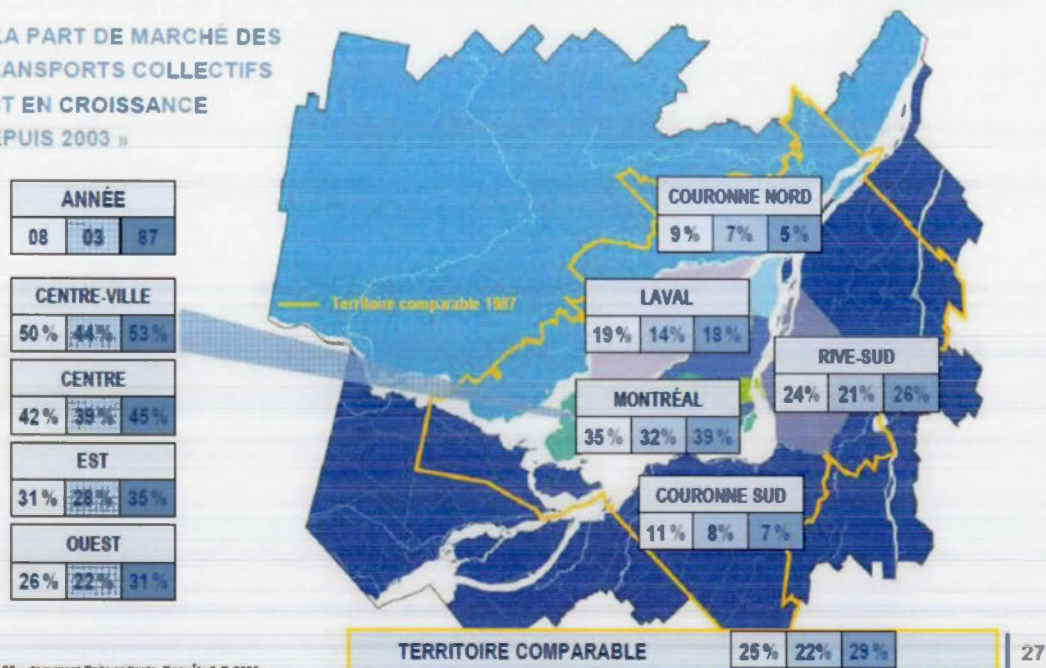 LA PART DE MARCHÉ DES
TRANSPORTS COLLECTIFS
EST EN CROISSANCE
DEPUIS 2003 »
ANNÉE
08 03 87
CENTRE-VILLE
50 % 44 % 53 %
CENTRE
42 % 39 % 45 %
EST
31 % 28 % 35 %
OUEST
26 % 22 % 31 %
Territoire comparable 1987
COURONNE NORD
9 % 7 % 5 %
LAVAL
19 % 14 % 18 %
RIVE-SUD
24 % 21 % 26 %
MONTRÉAL
35 % 32 % 39 %
COURONNE SUD
11 % 8 % 7 %
TERRITOIRE COMPARABLE 25 % 22 % 29 %
27